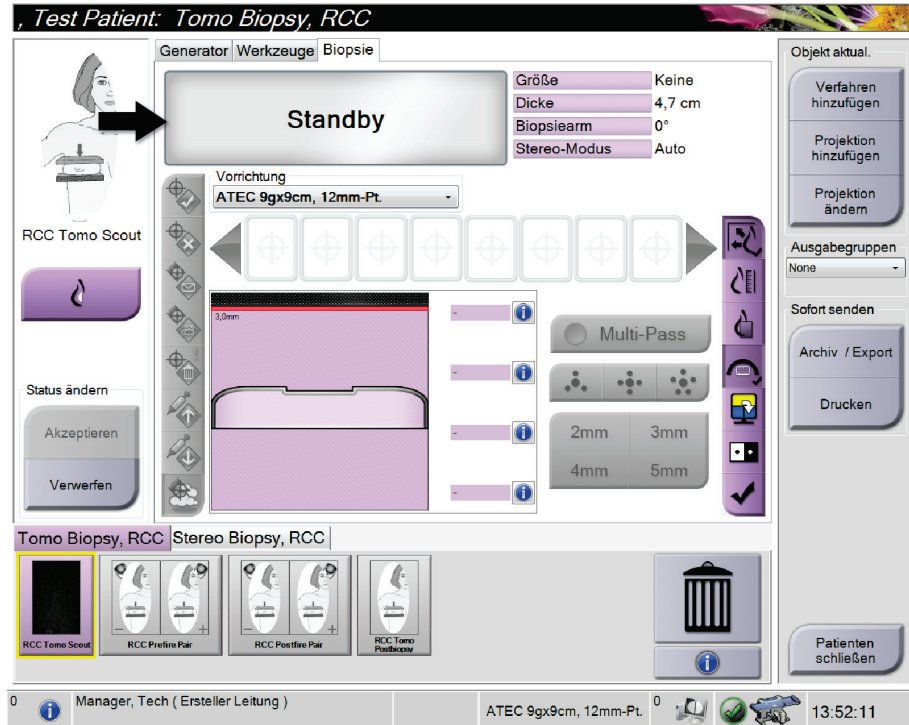 , Test Patient: Tomo Biopsy, RCC
Generator Werkzeuge Biopsie
Standby
Größe Keine
Dicke 4,7 cm
Biopsiearm 0°
Stereo-Modus Auto
Vorrichtung
ATEC 9gx9cm, 12mm-Pt.
RCC Tomo Scout
3,0mm
-
-
-
-
Multi-Pass
2mm 3mm
4mm 5mm
Status ändern
Akzeptieren
Verwerfen
Objekt aktual.
Verfahren
hinzufügen
Projektion
hinzufügen
Projektion
ändern
Ausgabegruppen
None
Sofort senden
Archiv / Export
Drucken
Tomo Biopsy, RCC Stereo Biopsy, RCC
RCC Tomo Scout
- +
RCC Prefire Pair
- +
RCC Postfire Pair
RCC Tomo
Postbiopsy
Patienten
schließen
0 Manager, Tech ( Ersteller Leitung ) ATEC 9gx9cm, 12mm-Pt. 0 13:52:11